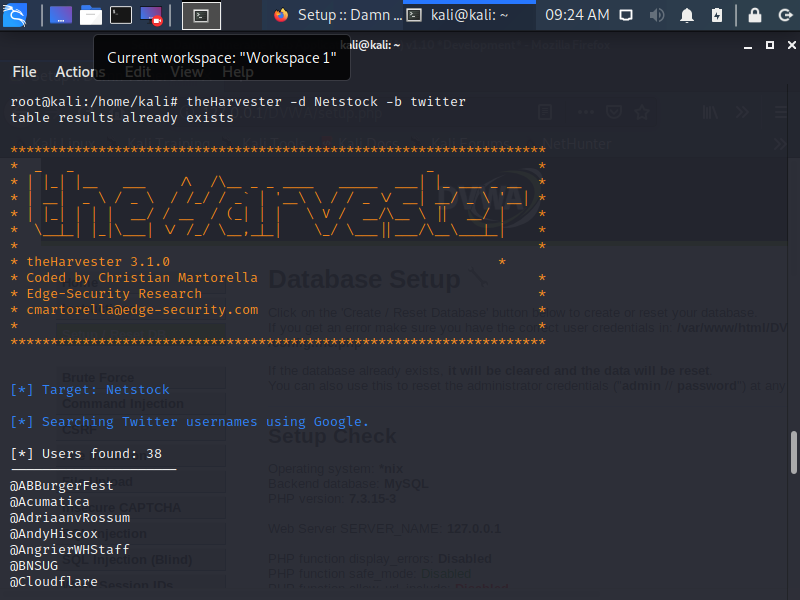 Setup :: Damn ...
kali@kali: ~
09:24 AM
kali@kali: ~
Current workspace: "Workspace 1"
File Actions Edit View Help
root@kali:/home/kali# theHarvester -d Netstock -b twitter
table results already exists
*******************************************************************
theHarvester
* theHarvester 3.1.0 *
* Coded by Christian Martorella *
* Edge-Security Research *
* cmartorella@edge-security.com *
* *
*******************************************************************
[*] Target: Netstock
[*] Searching Twitter usernames using Google.
[*] Users found: 38
---------------------
@ABBurgerFest
@Acumatica
@AdriaanvRossum
@AndyHiscox
@AngrierWHStaff
@BNSUG
@Cloudflare
NetHunter
DVWA
Database Setup
Click on the 'Create / Reset Database' button below to create or reset your database.
If you get an error make sure you have the correct user credentials in: /var/www/html/DV
If the database already exists, it will be cleared and the data will be reset.
You can also use this to reset the administrator credentials ("admin // password") at any
Brute Force
Command Injection
CSRF
Setup Check
Operating system: *nix
Backend database: MySQL
PHP version: 7.3.15-3
Web Server SERVER_NAME: 127.0.0.1
PHP function display_errors: Disabled
PHP function safe_mode: Disabled
CAPTCHA
SQL Injection (Blind)
Session IDs